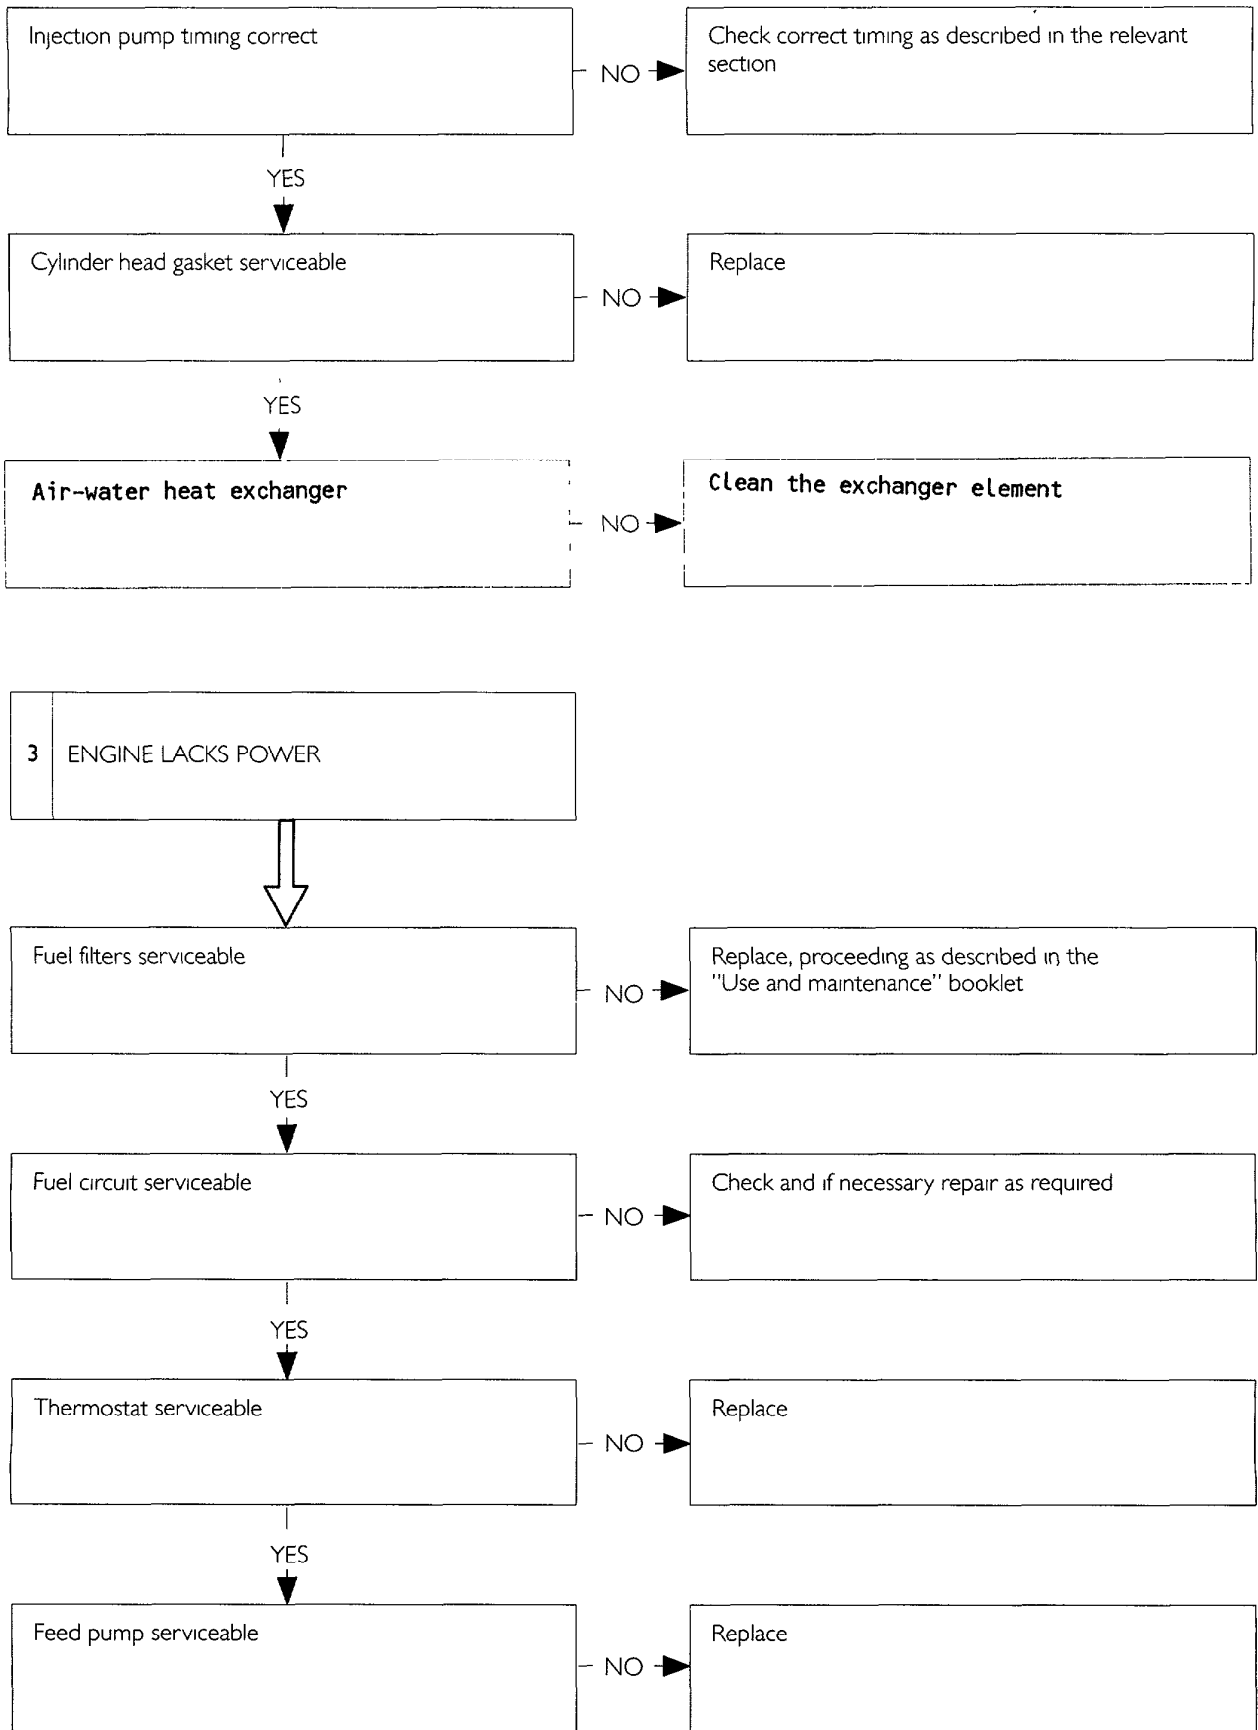 Injection pump timing correct
NO
Check correct timing as described in the relevant
section
YES
Cylinder head gasket serviceable
NO
Replace
YES
Air-water heat exchanger
NO
Clean the exchanger element
3 ENGINE LACKS POWER
Fuel filters serviceable
NO
Replace, proceeding as described in the
"Use and maintenance" booklet
YES
Fuel circuit serviceable
NO
Check and if necessary repair as required
YES
Thermostat serviceable
NO
Replace
YES
Feed pump serviceable
NO
Replace